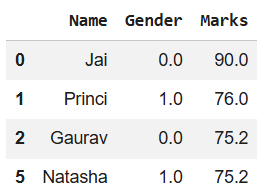 Name Gender Marks
0 Jai 0.0 90.0
1 Princi 1.0 76.0
2 Gaurav 0.0 75.2
5 Natasha 1.0 75.2